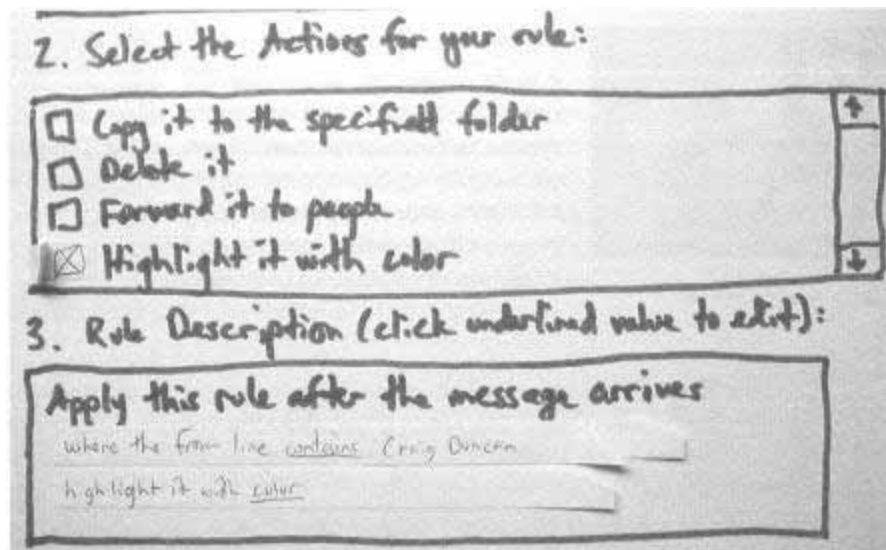 2. Select the Actions for your rule:
Copy it to the specified folder
Delete it
Forward it to people
Highlight it with color
3. Rule Description (click underlined value to edit):
Apply this rule after the message arrives
where the from line contains Craig Duncan
highlight it with color